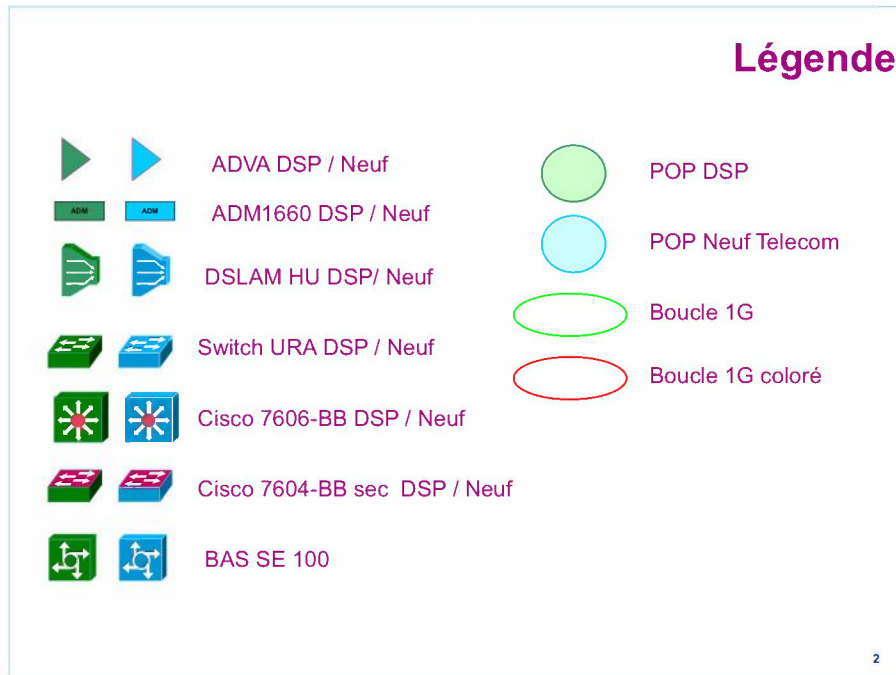 Légende
ADVA DSP / Neuf
ADM ADM
ADM1660 DSP / Neuf
DSLAM HU DSP/ Neuf
Switch URA DSP / Neuf
Cisco 7606-BB DSP / Neuf
Cisco 7604-BB sec DSP / Neuf
BAS SE 100
POP DSP
POP Neuf Telecom
Boucle 1G
Boucle 1G coloré
2